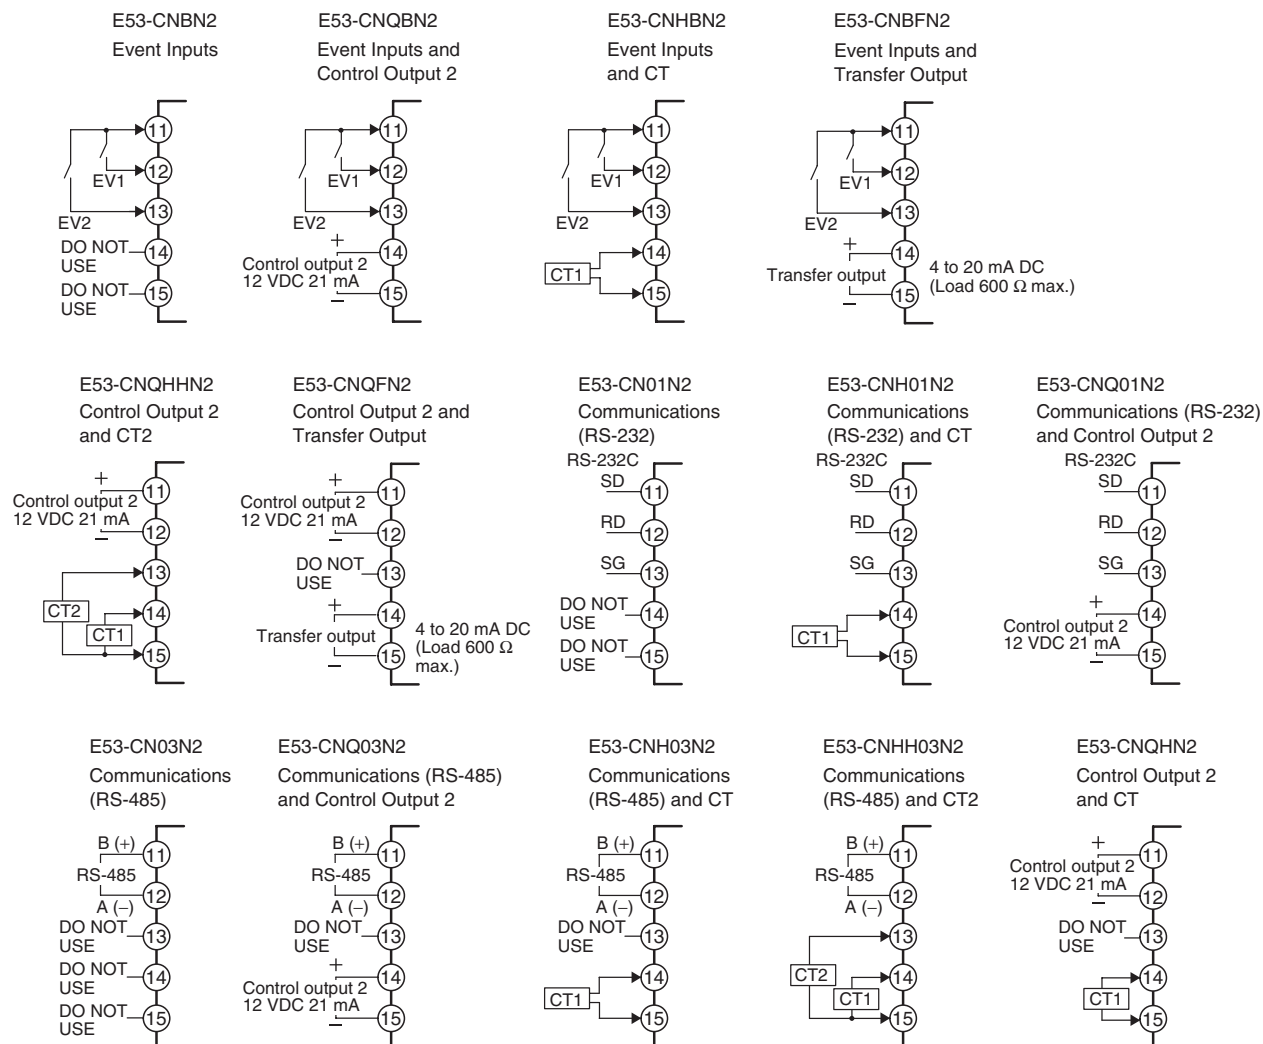 E53-CNBN2
Event Inputs
11
12
EV1
13
EV2
DO NOT
USE
14
DO NOT
USE
15
E53-CNQBN2
Event Inputs and
Control Output 2
11
12
EV1
13
EV2
+
14
Control output 2
12 VDC 21 mA
−
15
E53-CNHBN2
Event Inputs
and CT
11
12
EV1
13
EV2
14
CT1
15
E53-CNBFN2
Event Inputs and
Transfer Output
11
12
EV1
13
EV2
+
14
Transfer output
4 to 20 mA DC
(Load 600 Ω max.)
−
15
E53-CNQHHN2
Control Output 2
and CT2
+
11
Control output 2
12 VDC 21 mA
−
12
13
CT2
14
CT1
15
E53-CNQFN2
Control Output 2 and
Transfer Output
+
11
Control output 2
12 VDC 21 mA
−
12
DO NOT
USE
13
+
14
Transfer output
4 to 20 mA DC
(Load 600 Ω
max.)
−
15
E53-CN01N2
Communications
(RS-232)
RS-232C
SD
11
RD
12
SG
13
DO NOT
USE
14
DO NOT
USE
15
E53-CNH01N2
Communications
(RS-232) and CT
RS-232C
SD
11
RD
12
SG
13
14
CT1
15
E53-CNQ01N2
Communications (RS-232)
and Control Output 2
RS-232C
SD
11
RD
12
SG
13
+
14
Control output 2
12 VDC 21 mA
−
15
E53-CN03N2
Communications
(RS-485)
B (+)
11
RS-485
12
A (−)
DO NOT
USE
13
DO NOT
USE
14
DO NOT
USE
15
E53-CNQ03N2
Communications (RS-485)
and Control Output 2
B (+)
11
RS-485
12
A (−)
DO NOT
USE
13
+
14
Control output 2
12 VDC 21 mA
−
15
E53-CNH03N2
Communications
(RS-485) and CT
B (+)
11
RS-485
12
A (−)
DO NOT
USE
13
14
CT1
15
E53-CNHH03N2
Communications
(RS-485) and CT2
B (+)
11
RS-485
12
A (−)
13
CT2
14
CT1
15
E53-CNQHN2
Control Output 2
and CT
+
11
Control output 2
12 VDC 21 mA
−
12
DO NOT
USE
13
14
CT1
15